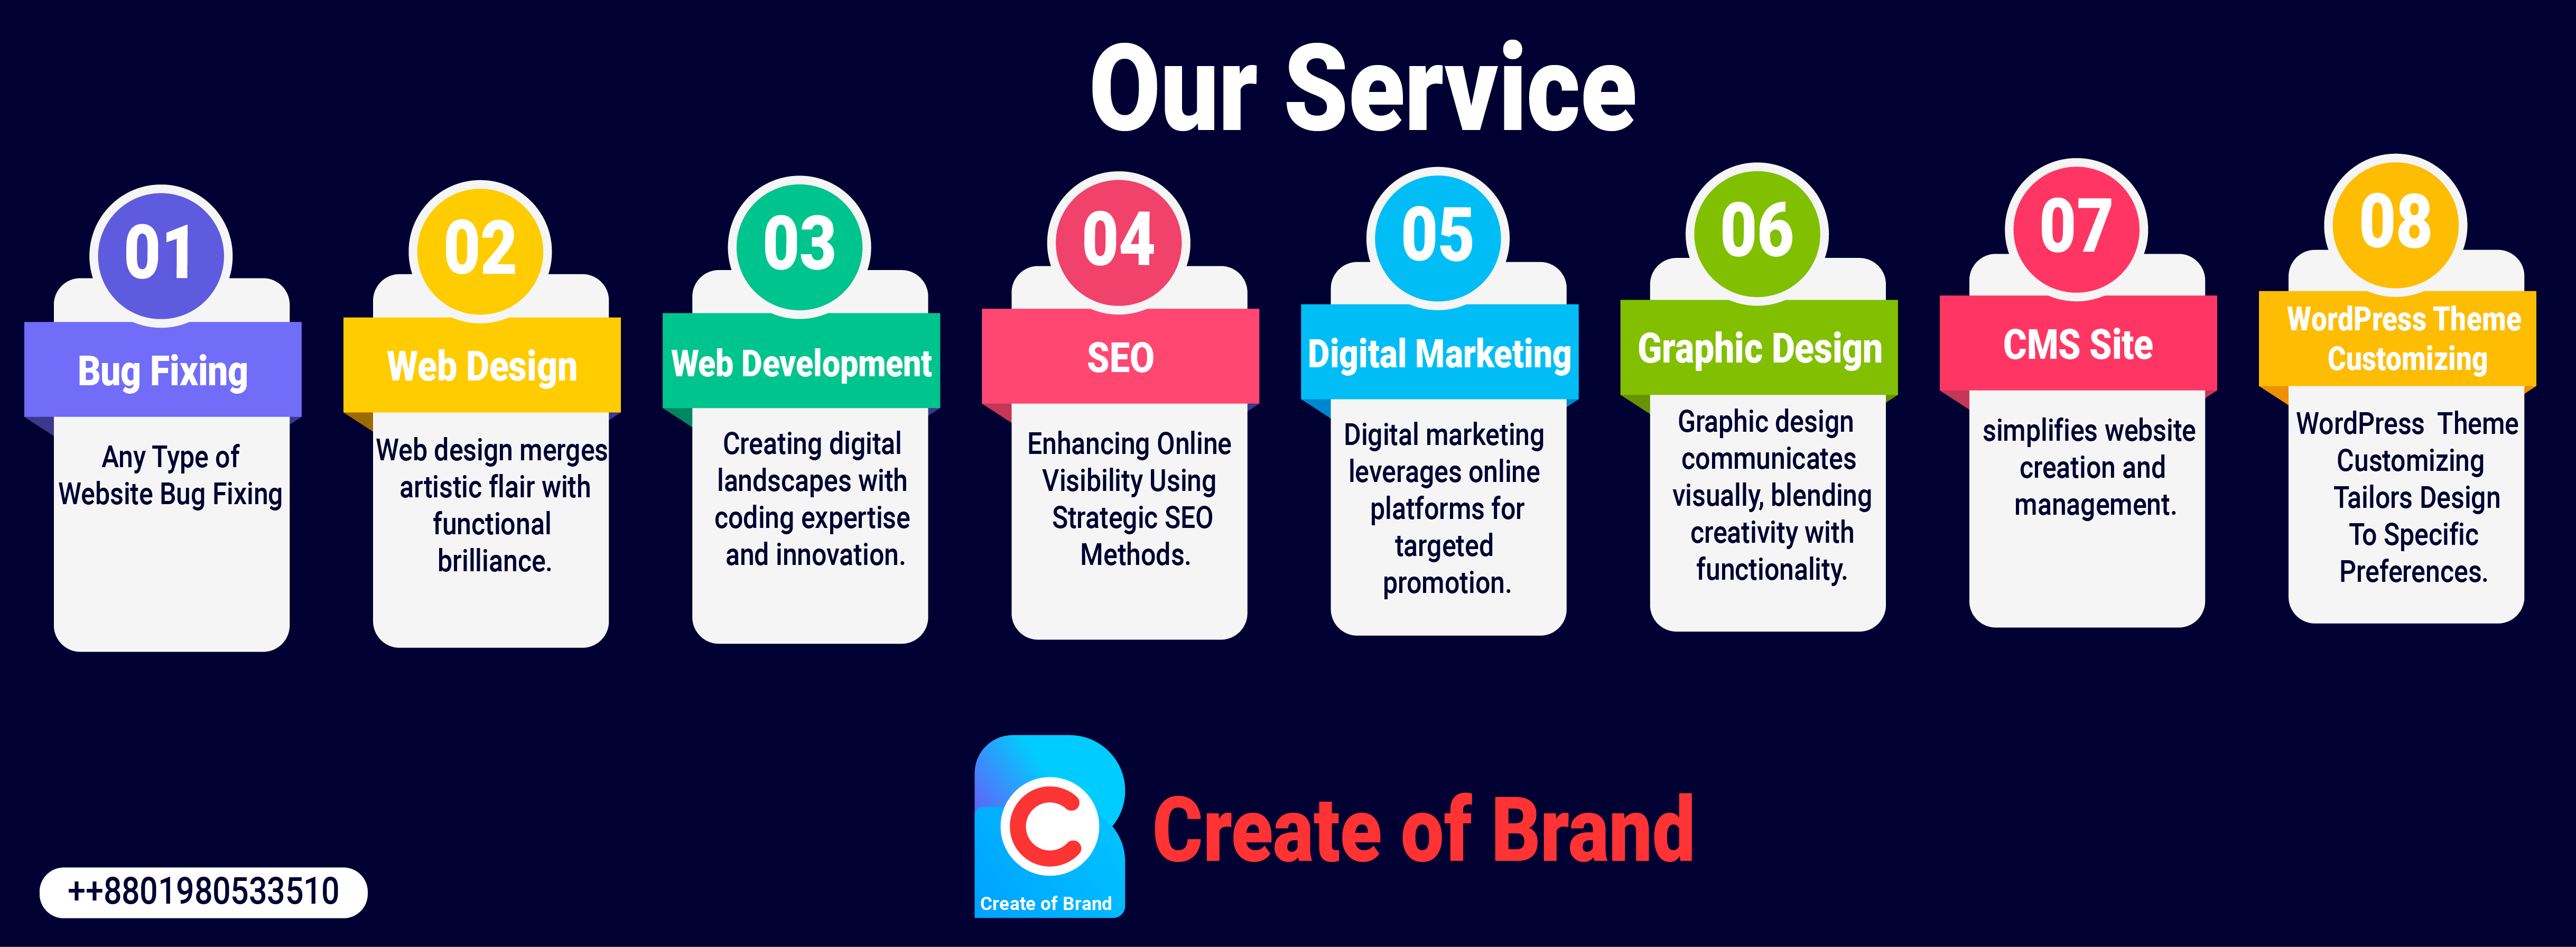 Our Service
01
Bug Fixing
Any Type of
Website Bug Fixing
02
Web Design
Web design merges
artistic flair with
functional
brilliance.
03
Web Development
Creating digital
landscapes with
coding expertise
and innovation.
04
SEO
Enhancing Online
Visibility Using
Strategic SEO
Methods.
05
Digital Marketing
Digital marketing
leverages online
platforms for
targeted
promotion.
06
Graphic Design
Graphic design
communicates
visually, blending
creativity with
functionality.
07
CMS Site
simplifies website
creation and
management.
08
WordPress Theme
Customizing
WordPress Theme
Customizing
Tailors Design
To Specific
Preferences.
C
Create of Brand
Create of Brand
++8801980533510